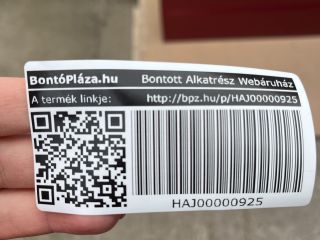 BontóPláza.hu Bontott Alkatrész Webáruház
A termék linkje: http://bpz.hu/p/HAJ00000925
HAJ00000925